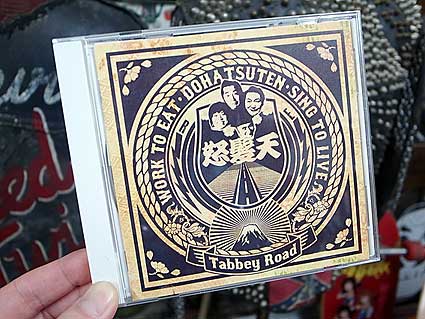 WORK TO EAT・DOHATSUTEN・SING TO LIVE
怒髪天
Tabbey Road